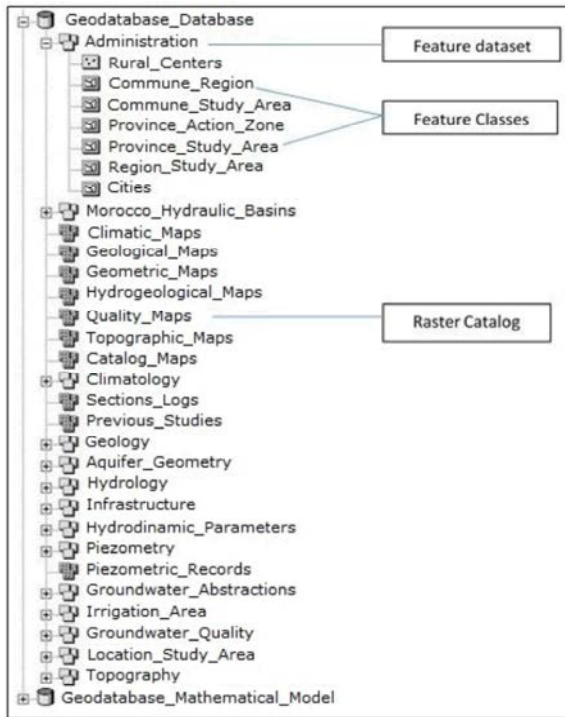 Geodatabase_Database
Administration
Feature dataset
Rural_Centers
Commune_Region
Commune_Study_Area
Feature Classes
Province_Action_Zone
Province_Study_Area
Region_Study_Area
Cities
Morocco_Hydraulic_Basins
Climatic_Maps
Geological_Maps
Geometric_Maps
Hydrogeological_Maps
Quality_Maps
Raster Catalog
Topographic_Maps
Catalog_Maps
Climatology
Sections_Logs
Previous_Studies
Geology
Aquifer_Geometry
Hydrology
Infrastructure
Hydrodinamic_Parameters
Piezometry
Piezometric_Records
Groundwater_Abstractions
Irrigation_Area
Groundwater_Quality
Location_Study_Area
Topography
Geodatabase_Mathematical_Model